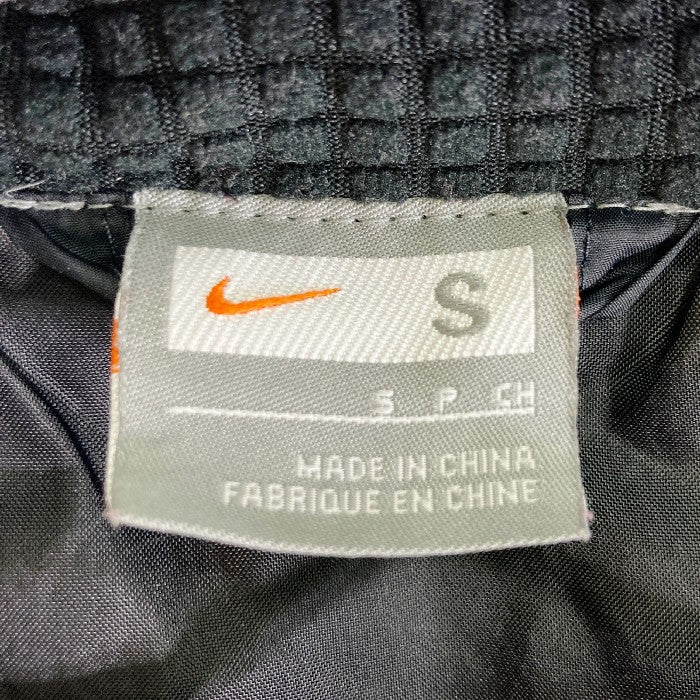 S
S P CH
MADE IN CHINA
FABRIQUE EN CHINE